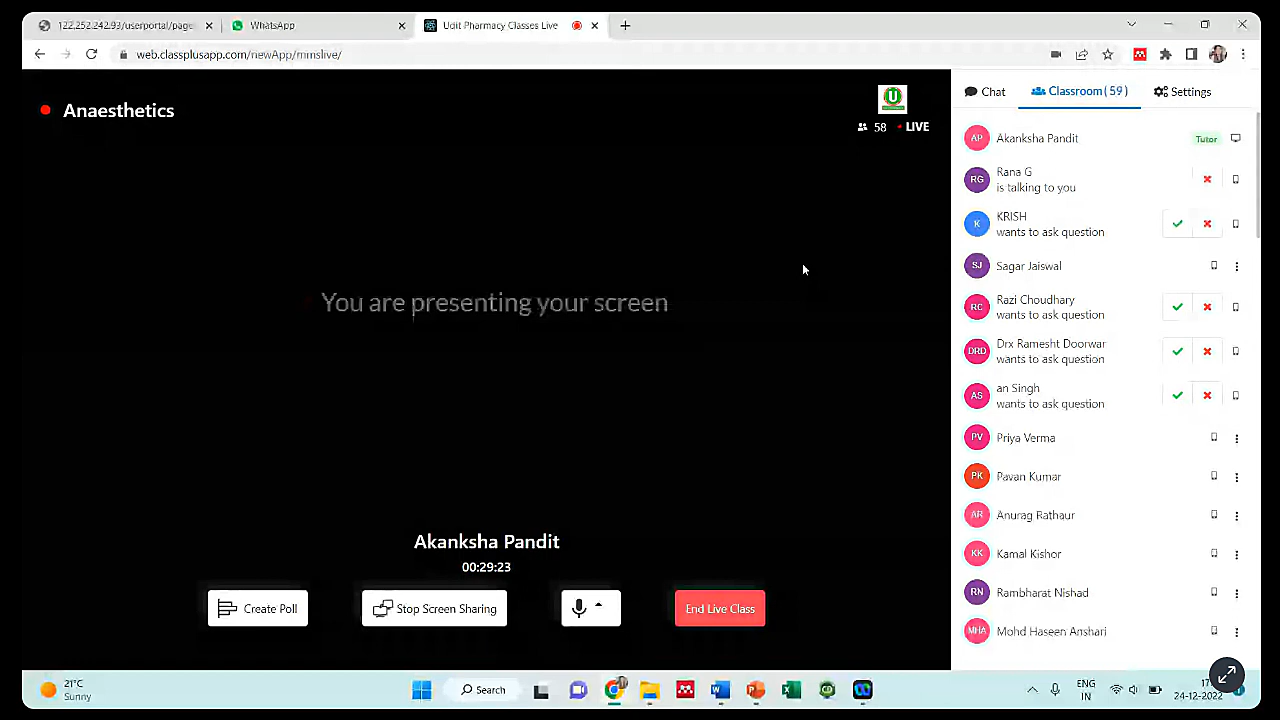 122.252.242.93/userportal/page
WhatsApp
Udit Pharmacy Classes Live
web.classplusapp.com/newApp/mmslive/
Anaesthetics
U
58 • LIVE
You are presenting your screen
Akanksha Pandit
00:29:23
Create Poll
Stop Screen Sharing
End Live Class
Chat
Classroom (59)
Settings
AP
Akanksha Pandit
Tutor
RG
Rana G
is talking to you
K
KRISH
wants to ask question
SJ
Sagar Jaiswal
RC
Razi Choudhary
wants to ask question
DRD
Drx Ramesht Doorwar
wants to ask question
AS
an Singh
wants to ask question
PV
Priya Verma
PK
Pavan Kumar
AR
Anurag Rathaur
KK
Kamal Kishor
RN
Rambharat Nishad
MHA
Mohd Haseen Anshari
21°C
Sunny
Search
ENG
IN
24-12-2022